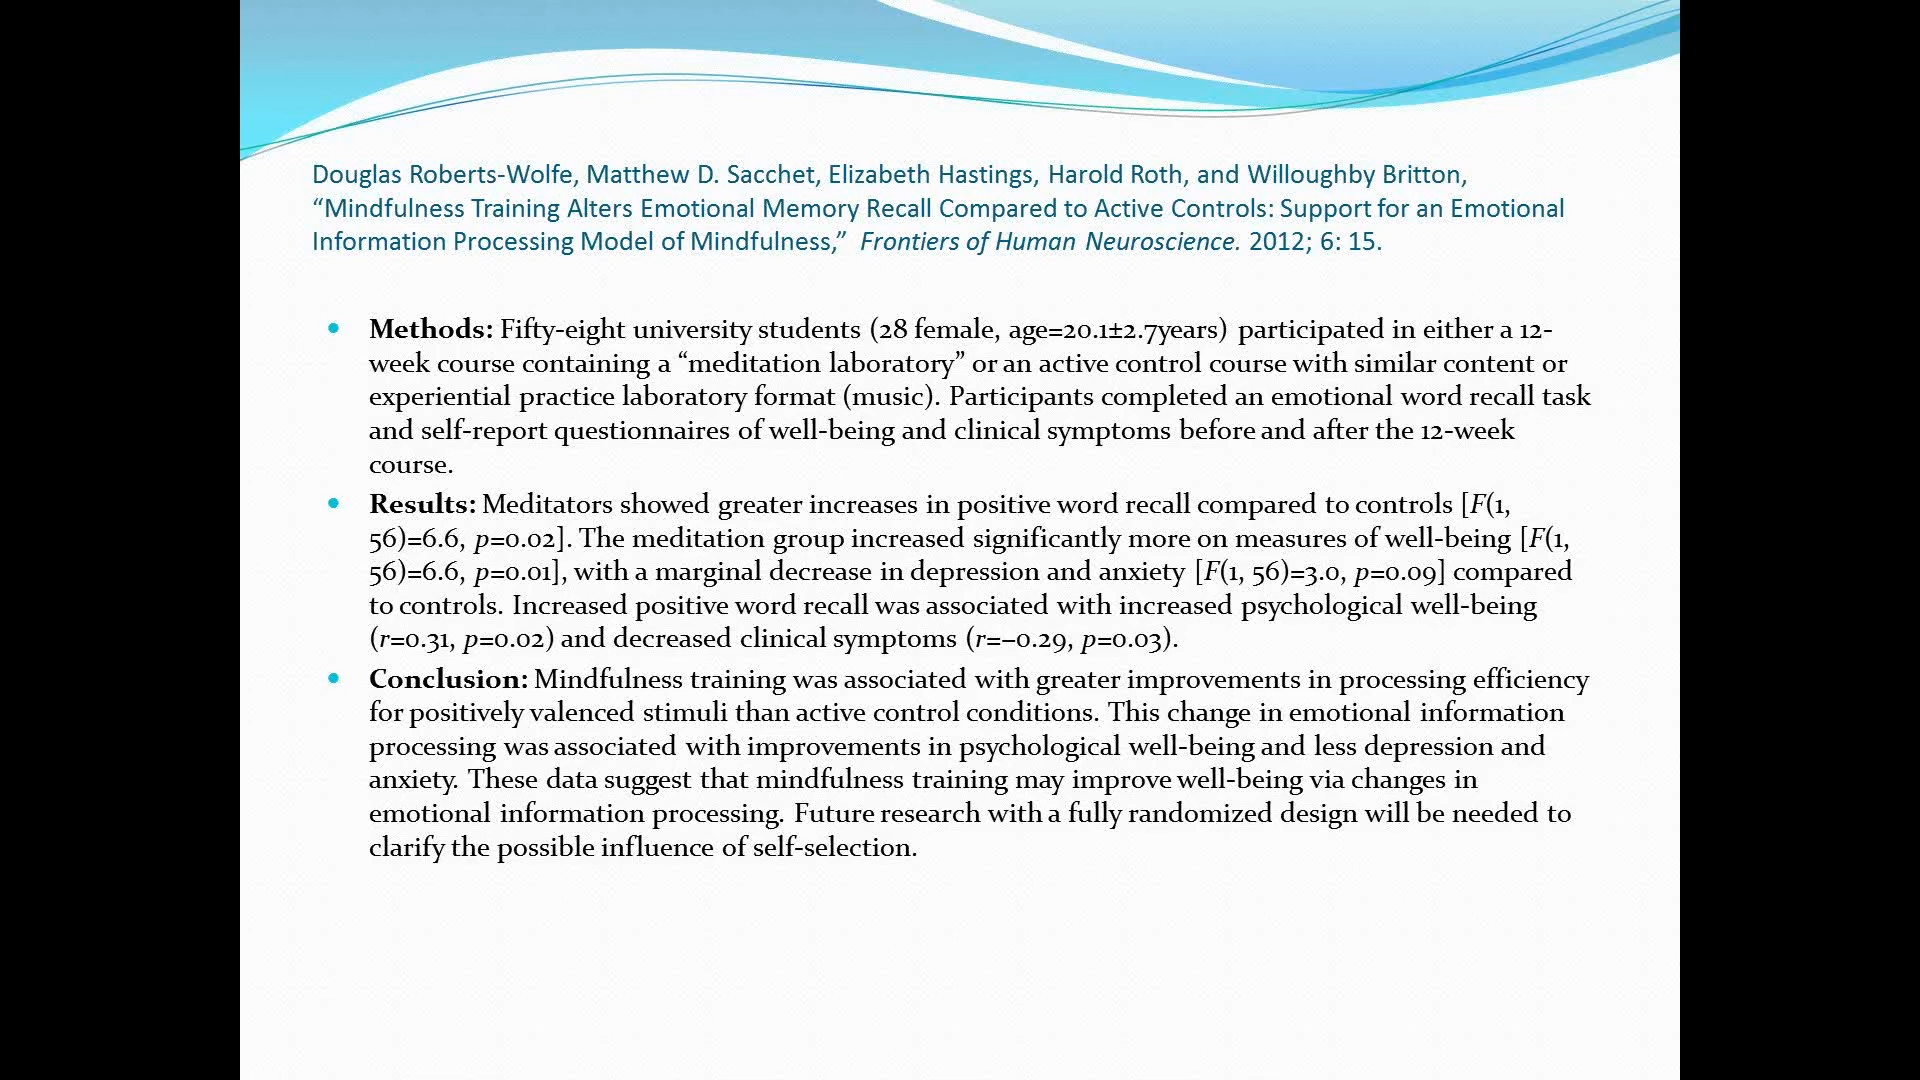 Douglas Roberts-Wolfe, Matthew D. Sacchet, Elizabeth Hastings, Harold Roth, and Willoughby Britton,
“Mindfulness Training Alters Emotional Memory Recall Compared to Active Controls: Support for an Emotional
Information Processing Model of Mindfulness,” Frontiers of Human Neuroscience. 2012; 6: 15.
• Methods: Fifty-eight university students (28 female, age=20.1±2.7years) participated in either a 12-
week course containing a “meditation laboratory” or an active control course with similar content or
experiential practice laboratory format (music). Participants completed an emotional word recall task
and self-report questionnaires of well-being and clinical symptoms before and after the 12-week
course.
• Results: Meditators showed greater increases in positive word recall compared to controls [F(1,
56)=6.6, p=0.02]. The meditation group increased significantly more on measures of well-being [F(1,
56)=6.6, p=0.01], with a marginal decrease in depression and anxiety [F(1, 56)=3.0, p=0.09] compared
to controls. Increased positive word recall was associated with increased psychological well-being
(r=0.31, p=0.02) and decreased clinical symptoms (r=−0.29, p=0.03).
• Conclusion: Mindfulness training was associated with greater improvements in processing efficiency
for positively valenced stimuli than active control conditions. This change in emotional information
processing was associated with improvements in psychological well-being and less depression and
anxiety. These data suggest that mindfulness training may improve well-being via changes in
emotional information processing. Future research with a fully randomized design will be needed to
clarify the possible influence of self-selection.